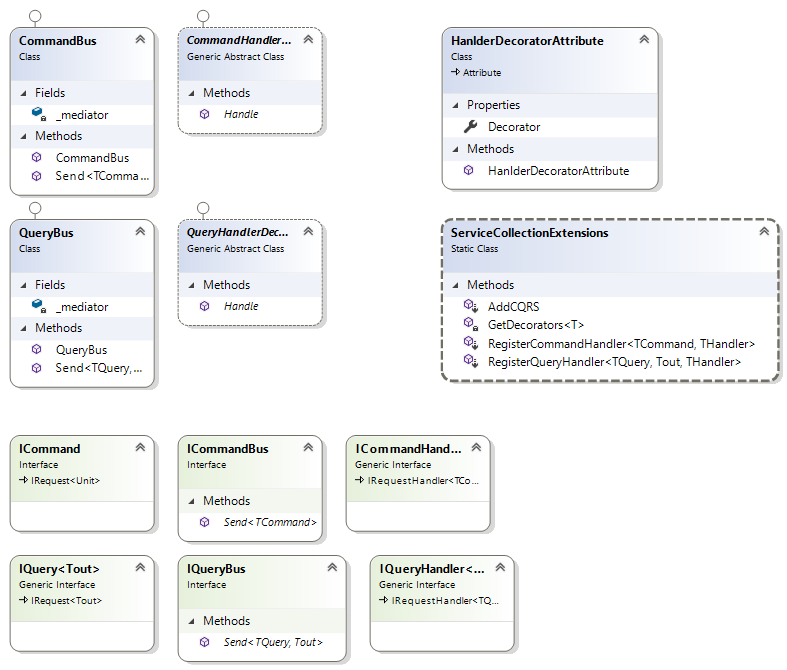 CommandBus
Class
Fields
_mediator
Methods
CommandBus
Send<TComma...
CommandHandler...
Generic Abstract Class
Methods
Handle
HanlderDecoratorAttribute
Class
Attribute
Properties
Decorator
Methods
HanlderDecoratorAttribute
QueryBus
Class
Fields
_mediator
Methods
QueryBus
Send<TQuery,...
QueryHandlerDec...
Generic Abstract Class
Methods
Handle
ServiceCollectionExtensions
Static Class
Methods
AddCQRS
GetDecorators<T>
RegisterCommandHandler<TCommand, THandler>
RegisterQueryHandler<TQuery, Tout, THandler>
ICommand
Interface
IRequest<Unit>
ICommandBus
Interface
Methods
Send<TCommand>
ICommandHand...
Generic Interface
IRequestHandler<TCo...
IQuery<Tout>
Generic Interface
IRequest<Tout>
IQueryBus
Interface
Methods
Send<TQuery, Tout>
IQueryHandler<...
Generic Interface
IRequestHandler<TQ...